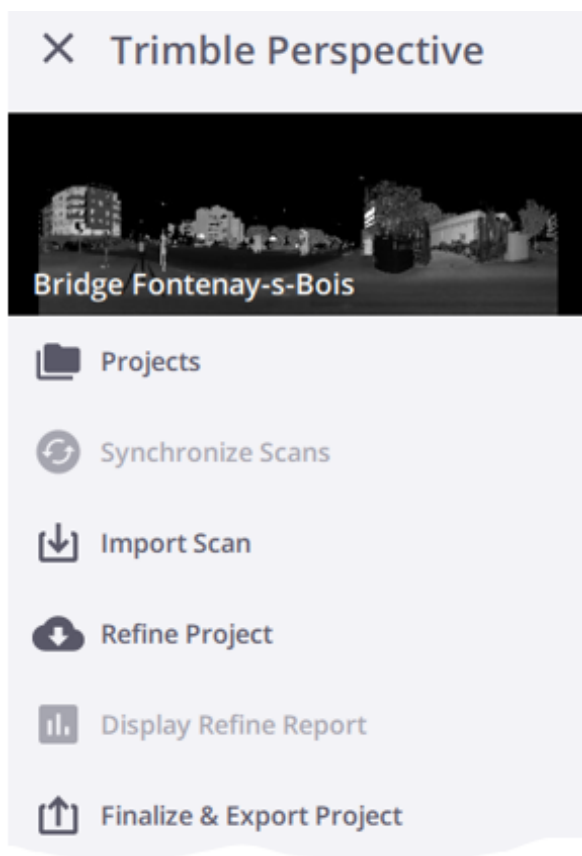 Trimble Perspective
Bridge Fontenay-s-Bois
Projects
Synchronize Scans
Import Scan
Refine Project
Display Refine Report
Finalize & Export Project